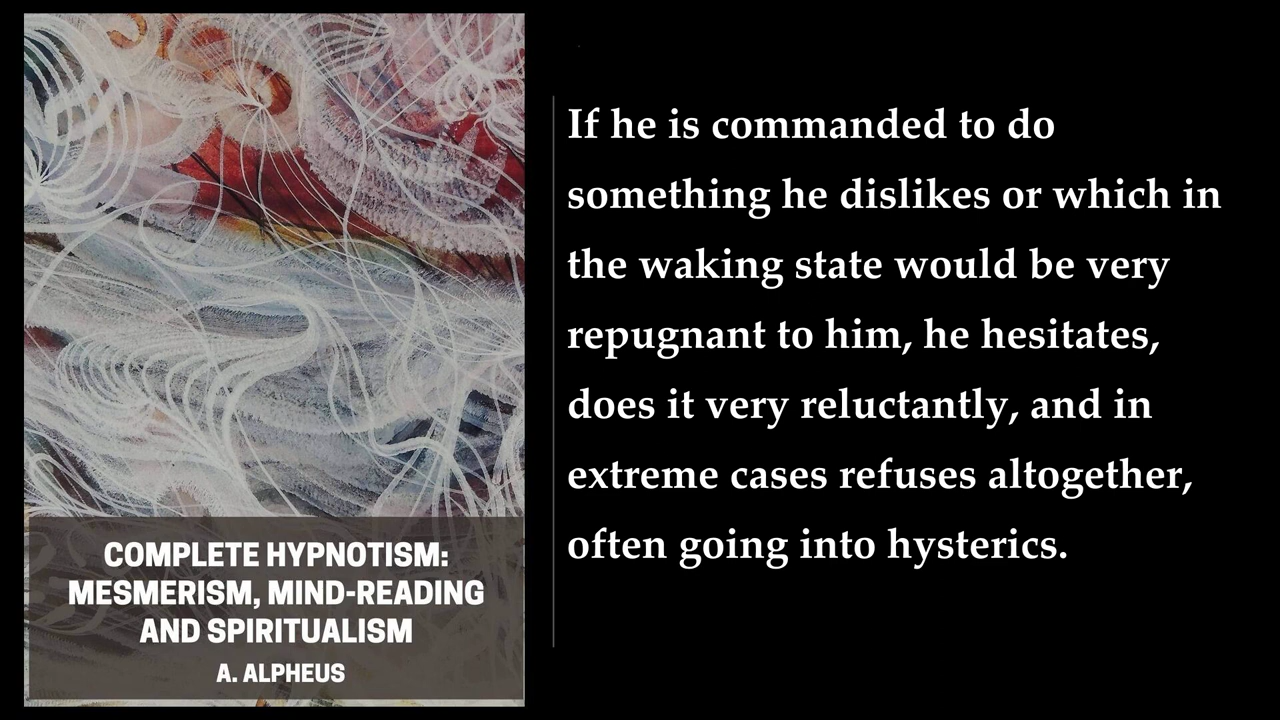 COMPLETE HYPNOTISM:
MESMERISM, MIND-READING
AND SPIRITUALISM
A. ALPHEUS
If he is commanded to do
something he dislikes or which in
the waking state would be very
repugnant to him, he hesitates,
does it very reluctantly, and in
extreme cases refuses altogether,
often going into hysterics.